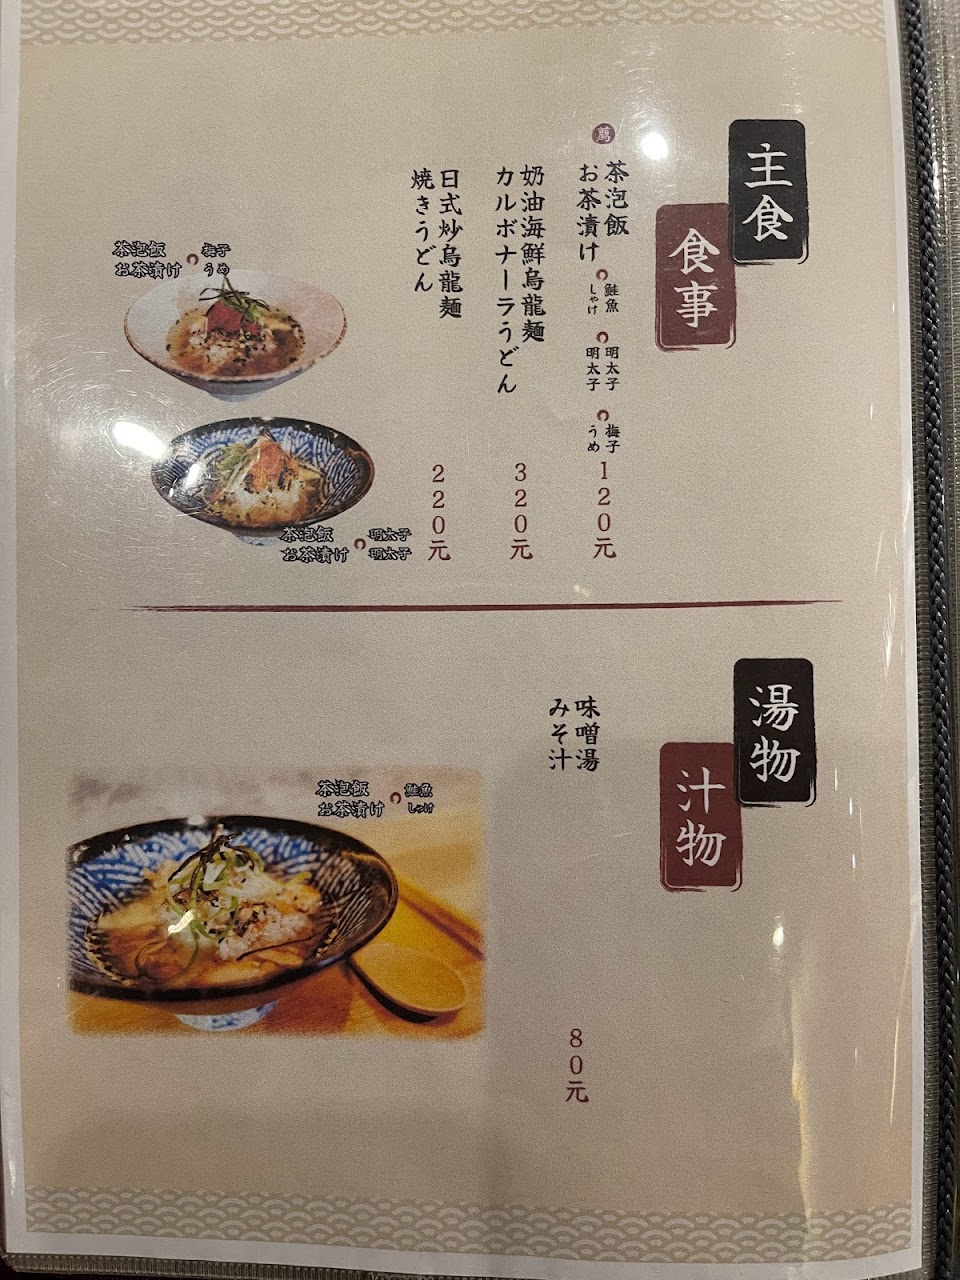 主食
食事
萬
茶泡飯
お茶漬け
鮭魚
しゃけ
明太子
明太子
梅子
うめ
120元
奶油海鮮烏龍麵
カルボナーラうどん
320元
日式炒烏龍麵
焼きうどん
220元
茶泡飯
お茶漬け
梅子
うめ
茶泡飯
お茶漬け
明太子
明太子
湯物
汁物
味噌湯
みそ汁
80元
茶泡飯
お茶漬け
鮭魚
しゃけ